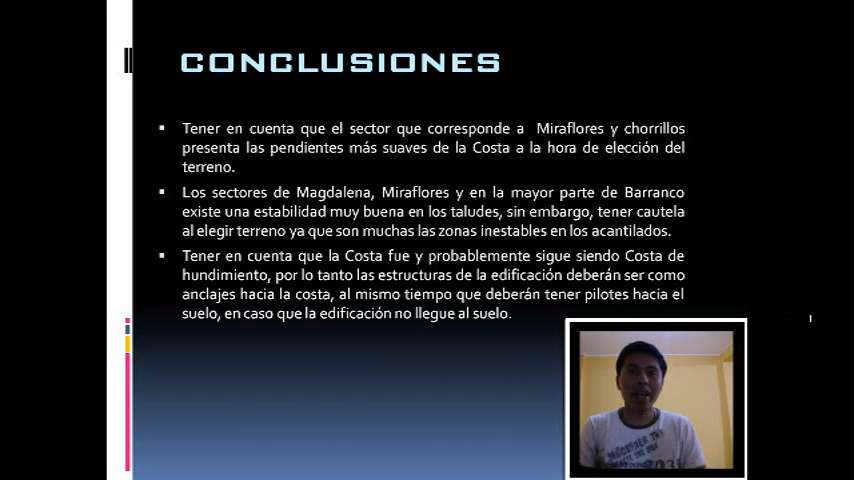 CONCLUSIONES
Tener en cuenta que el sector que corresponde a Miraflores y chorrillos
presenta las pendientes más suaves de la Costa a la hora de elección del
terreno.
Los sectores de Magdalena, Miraflores y en la mayor parte de Barranco
existe una estabilidad muy buena en los taludes, sin embargo, tener cautela
al elegir terreno ya que son muchas las zonas inestables en los acantilados.
Tener en cuenta que la Costa fue y probablemente sigue siendo Costa de
hundimiento, por lo tanto las estructuras de la edificación deberán ser como
anclajes hacia la costa, al mismo tiempo que deberán tener pilotes hacia el
suelo, en caso que la edificación no llegue al suelo.